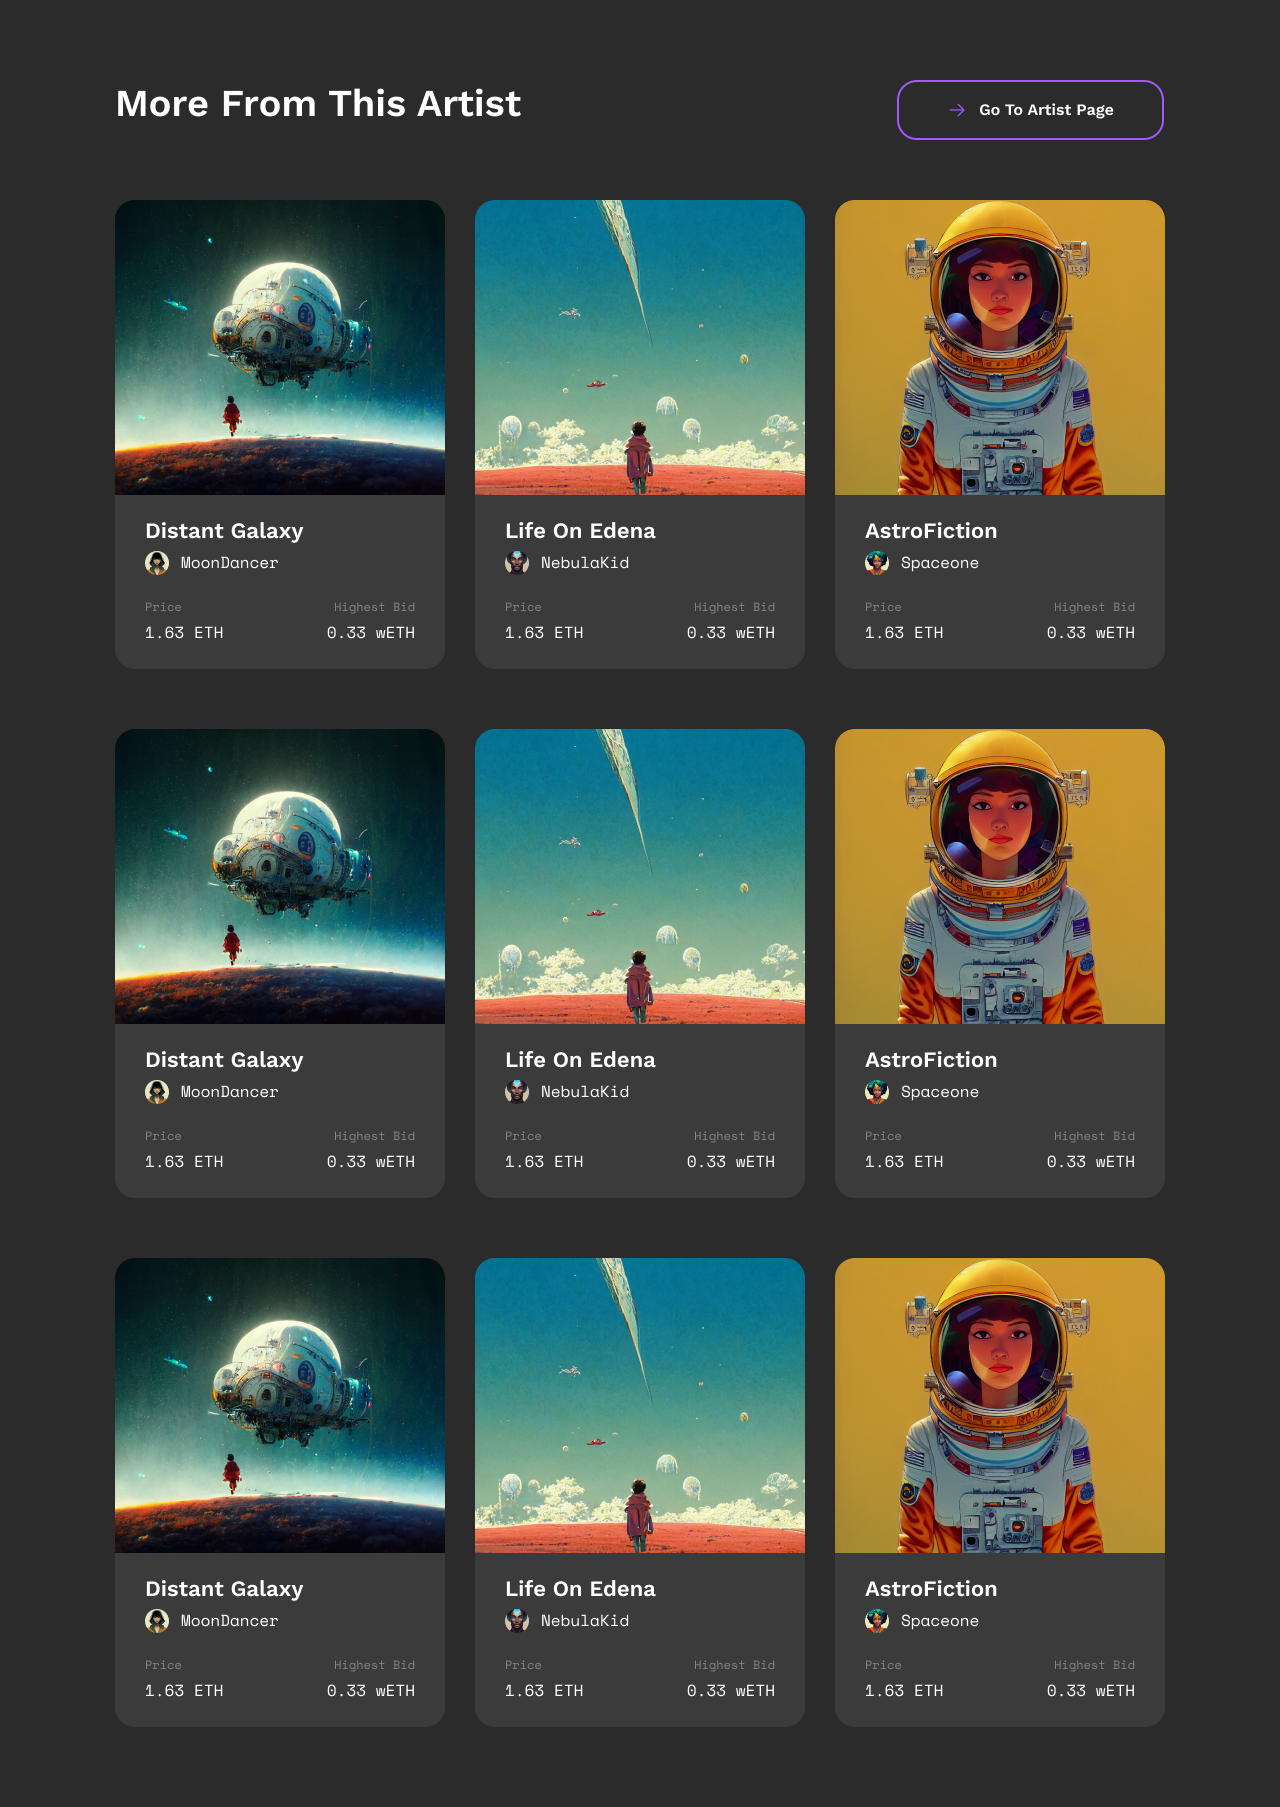 More From This Artist
Go To Artist Page
Distant Galaxy
MoonDancer
Price Highest Bid
1.63 ETH 0.33 wETH
Life On Edena
NebulaKid
Price Highest Bid
1.63 ETH 0.33 wETH
AstroFiction
Spaceone
Price Highest Bid
1.63 ETH 0.33 wETH
Distant Galaxy
MoonDancer
Price Highest Bid
1.63 ETH 0.33 wETH
Life On Edena
NebulaKid
Price Highest Bid
1.63 ETH 0.33 wETH
AstroFiction
Spaceone
Price Highest Bid
1.63 ETH 0.33 wETH
Distant Galaxy
MoonDancer
Price Highest Bid
1.63 ETH 0.33 wETH
Life On Edena
NebulaKid
Price Highest Bid
1.63 ETH 0.33 wETH
AstroFiction
Spaceone
Price Highest Bid
1.63 ETH 0.33 wETH